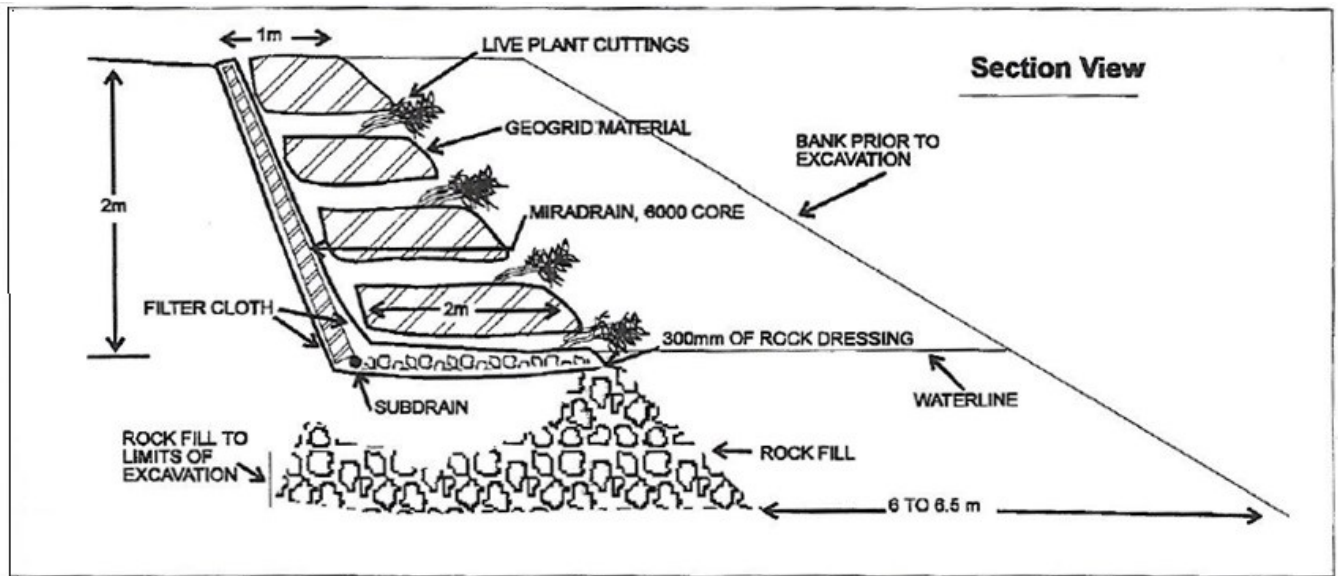 1m
LIVE PLANT CUTTINGS
Section View
GEOGRID MATERIAL
BANK PRIOR TO
EXCAVATION
2m
MIRADRAIN, 6000 CORE
FILTER CLOTH
2m
300mm OF ROCK DRESSING
SUBDRAIN
WATERLINE
ROCK FILL TO
LIMITS OF
EXCAVATION
ROCK FILL
6 TO 6.5 m